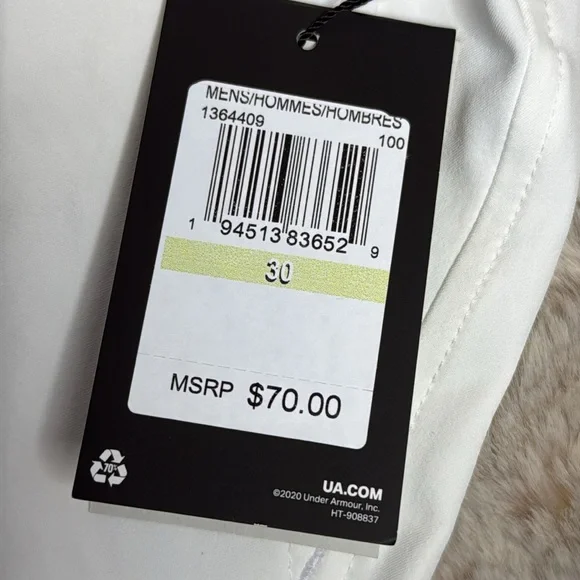 MENS/HOMMES/HOMBRES
1364409 100
1 94513 83652 9
30
MSRP $70.00
70%
UA.COM
©2020 Under Armour, Inc.
HT-908837